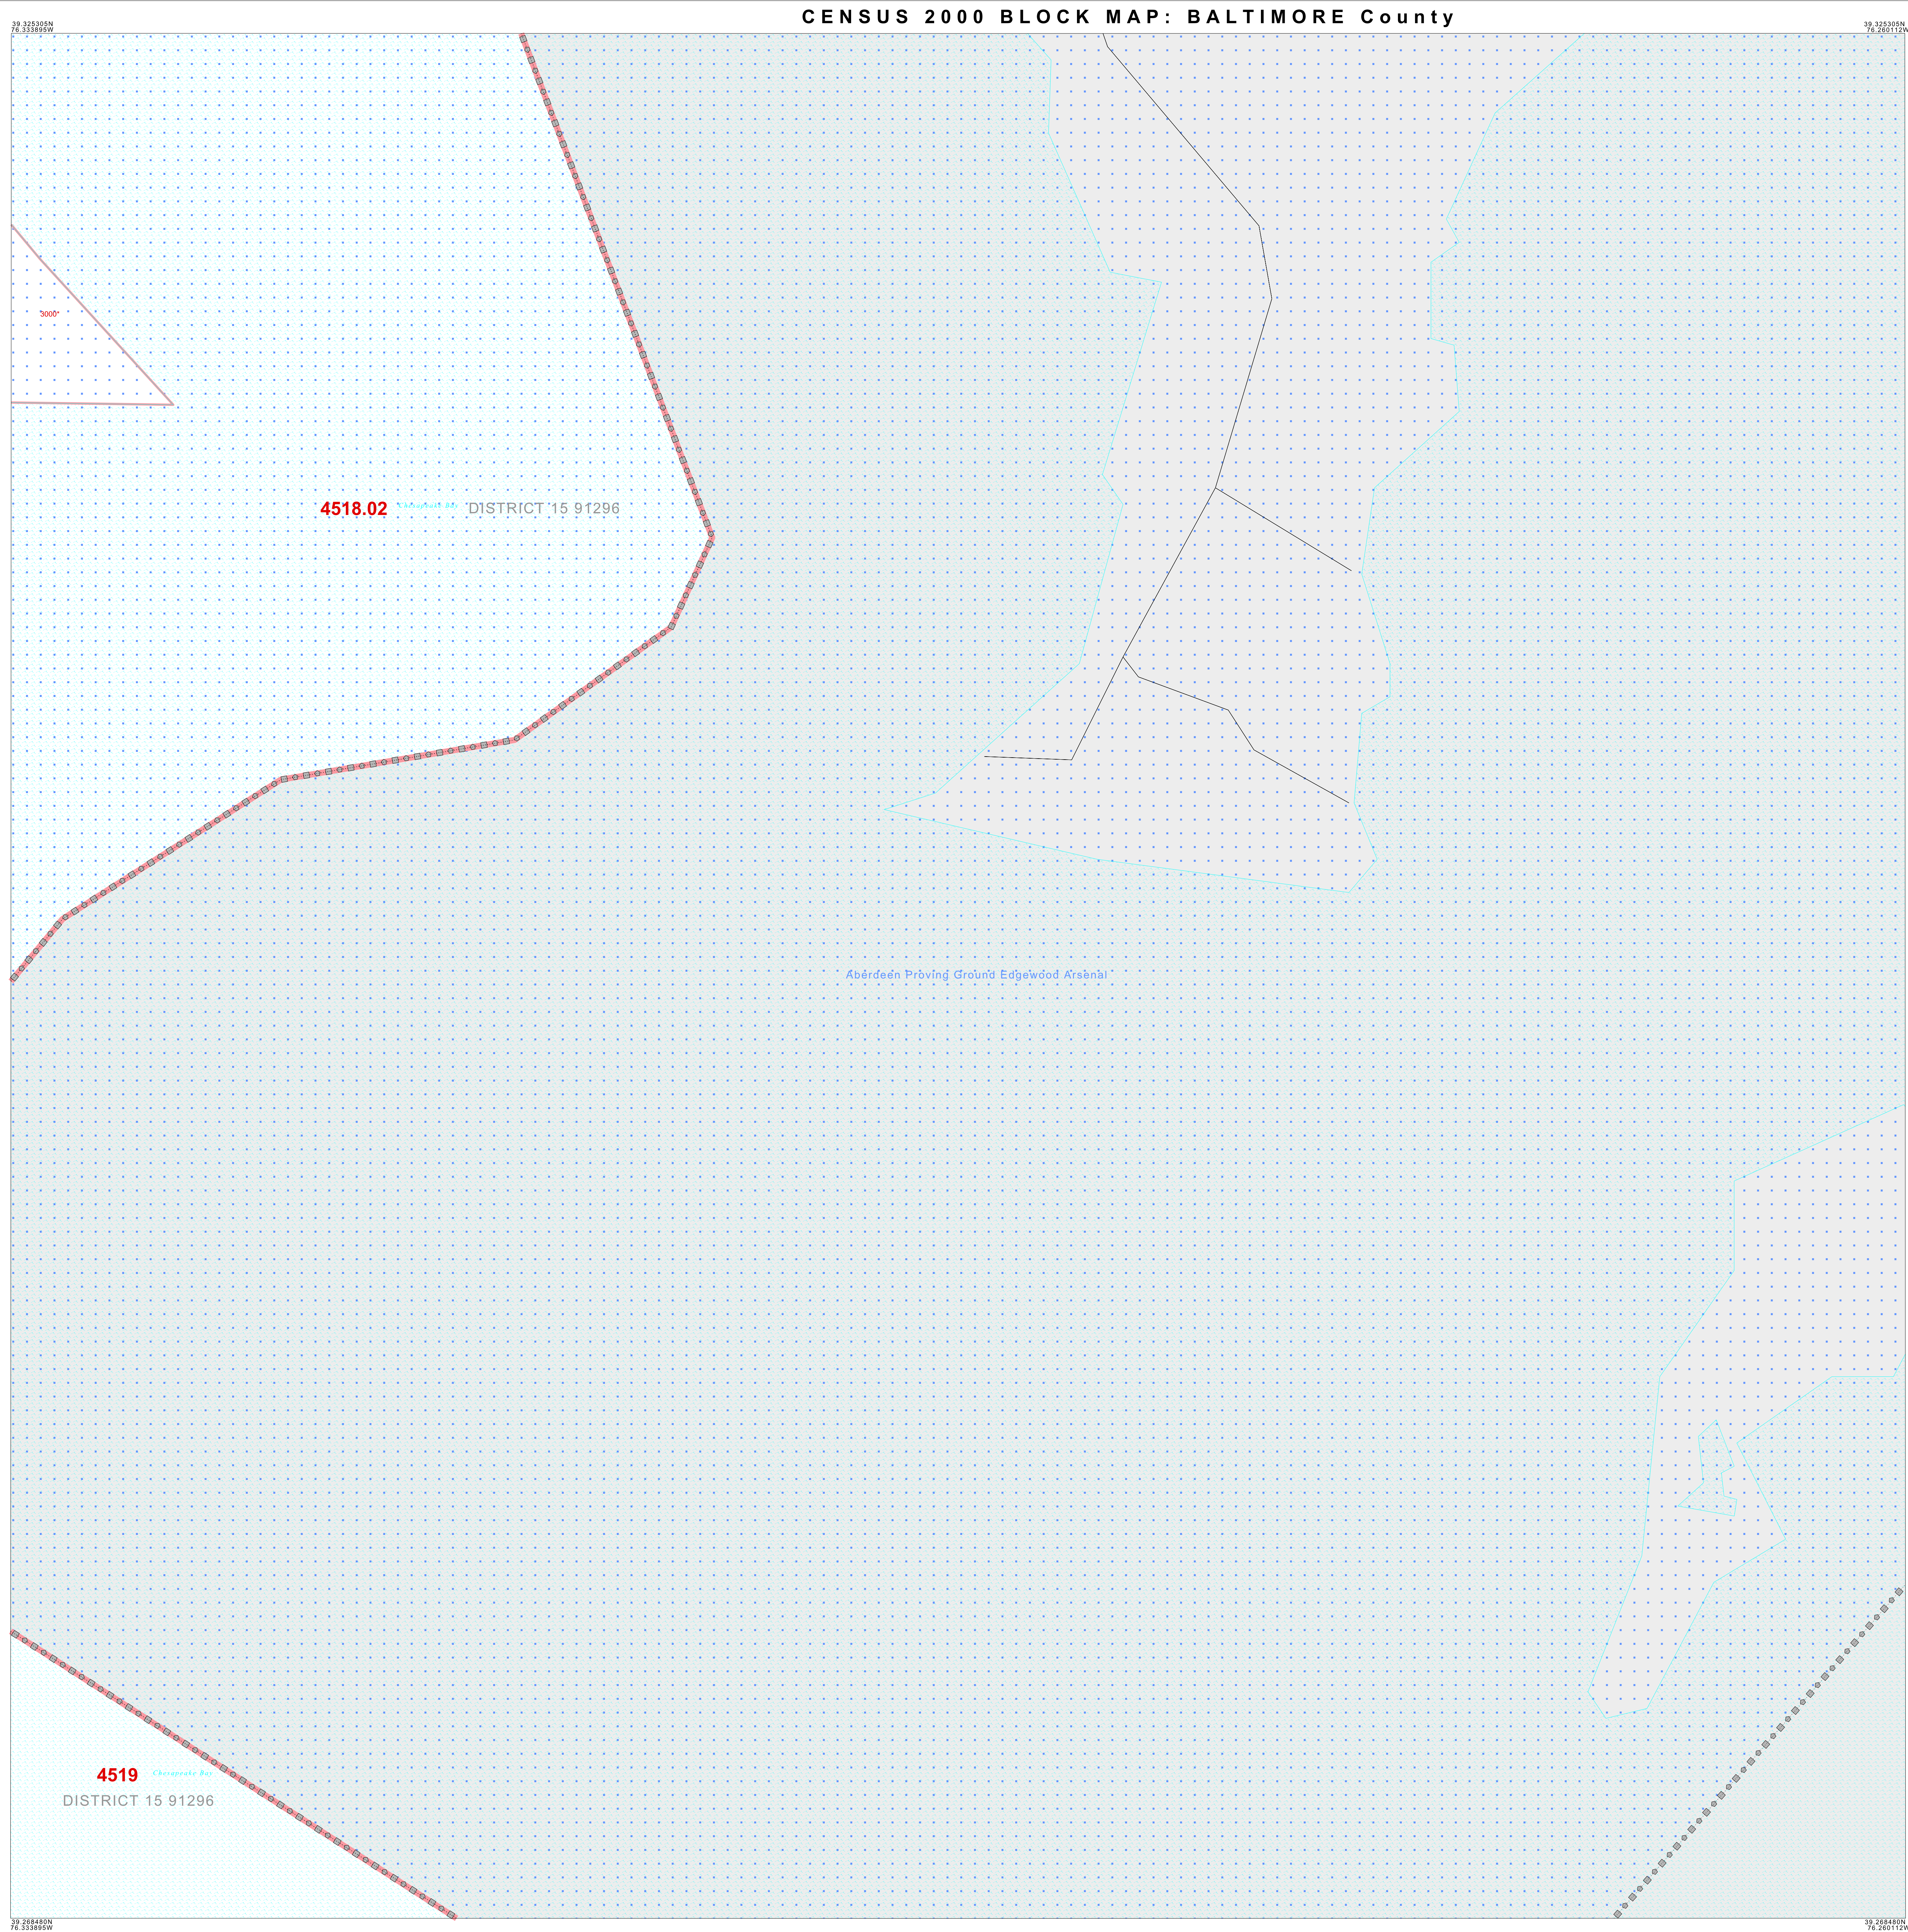 CENSUS 2000 BLOCK MAP: BALTIMORE County
39.325305N
76.333895W
39.325305N
76.260112W
3000*
4518.02 Chesapeake Bay DISTRICT 15 91296
Aberdeen Proving Ground Edgewood Arsenal
4519 Chesapeake Bay
DISTRICT 15 91296
39.268480N
76.333895W
39.268480N
76.260112W